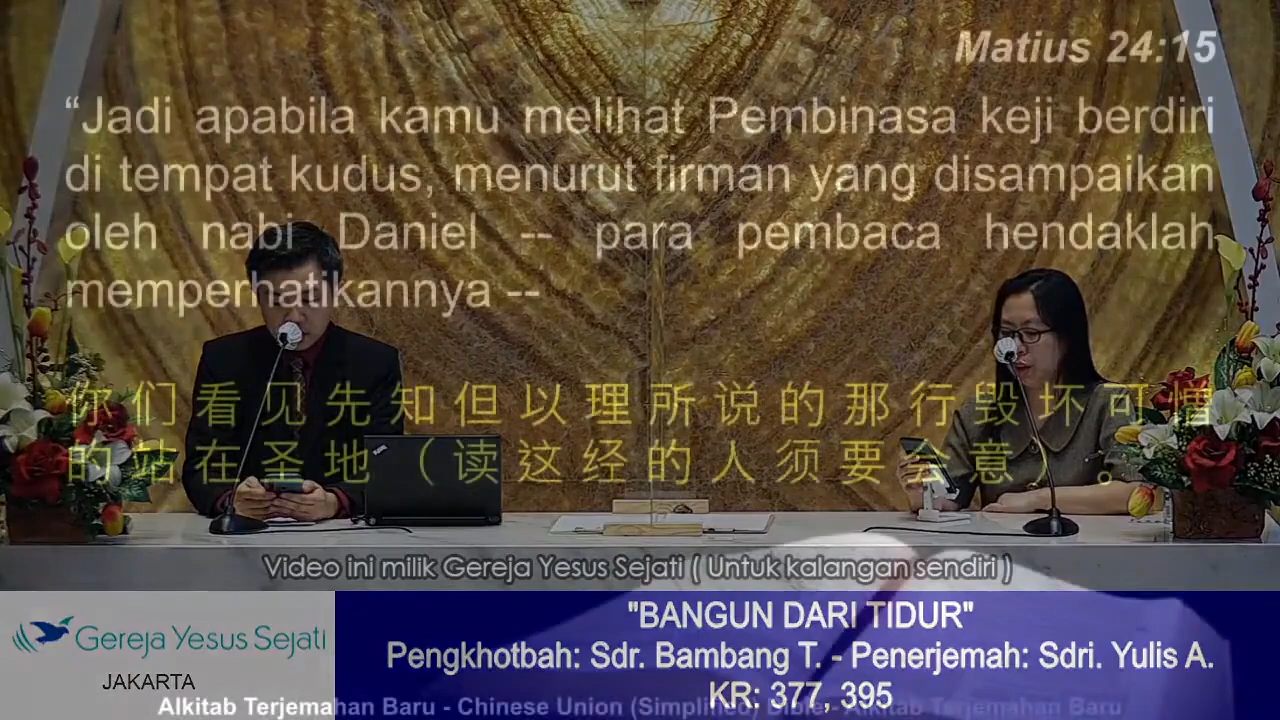 Matius 24:15
“Jadi apabila kamu melihat Pembinasa keji berdiri
di tempat kudus, menurut firman yang disampaikan
oleh nabi Daniel -- para pembaca hendaklah
memperhatikannya --
你们看见先知但以理所说的那行毁坏可憎
的站在圣地（读这经的人须要会意）。
Video ini milik Gereja Yesus Sejati ( Untuk kalangan sendiri )
Gereja Yesus Sejati
JAKARTA
"BANGUN DARI TIDUR"
Pengkhotbah: Sdr. Bambang T. - Penerjemah: Sdri. Yulis A.
KR: 377, 395
Alkitab Terjemahan Baru - Chinese Union (Simplified) Bible - Alkitab Terjemahan Baru